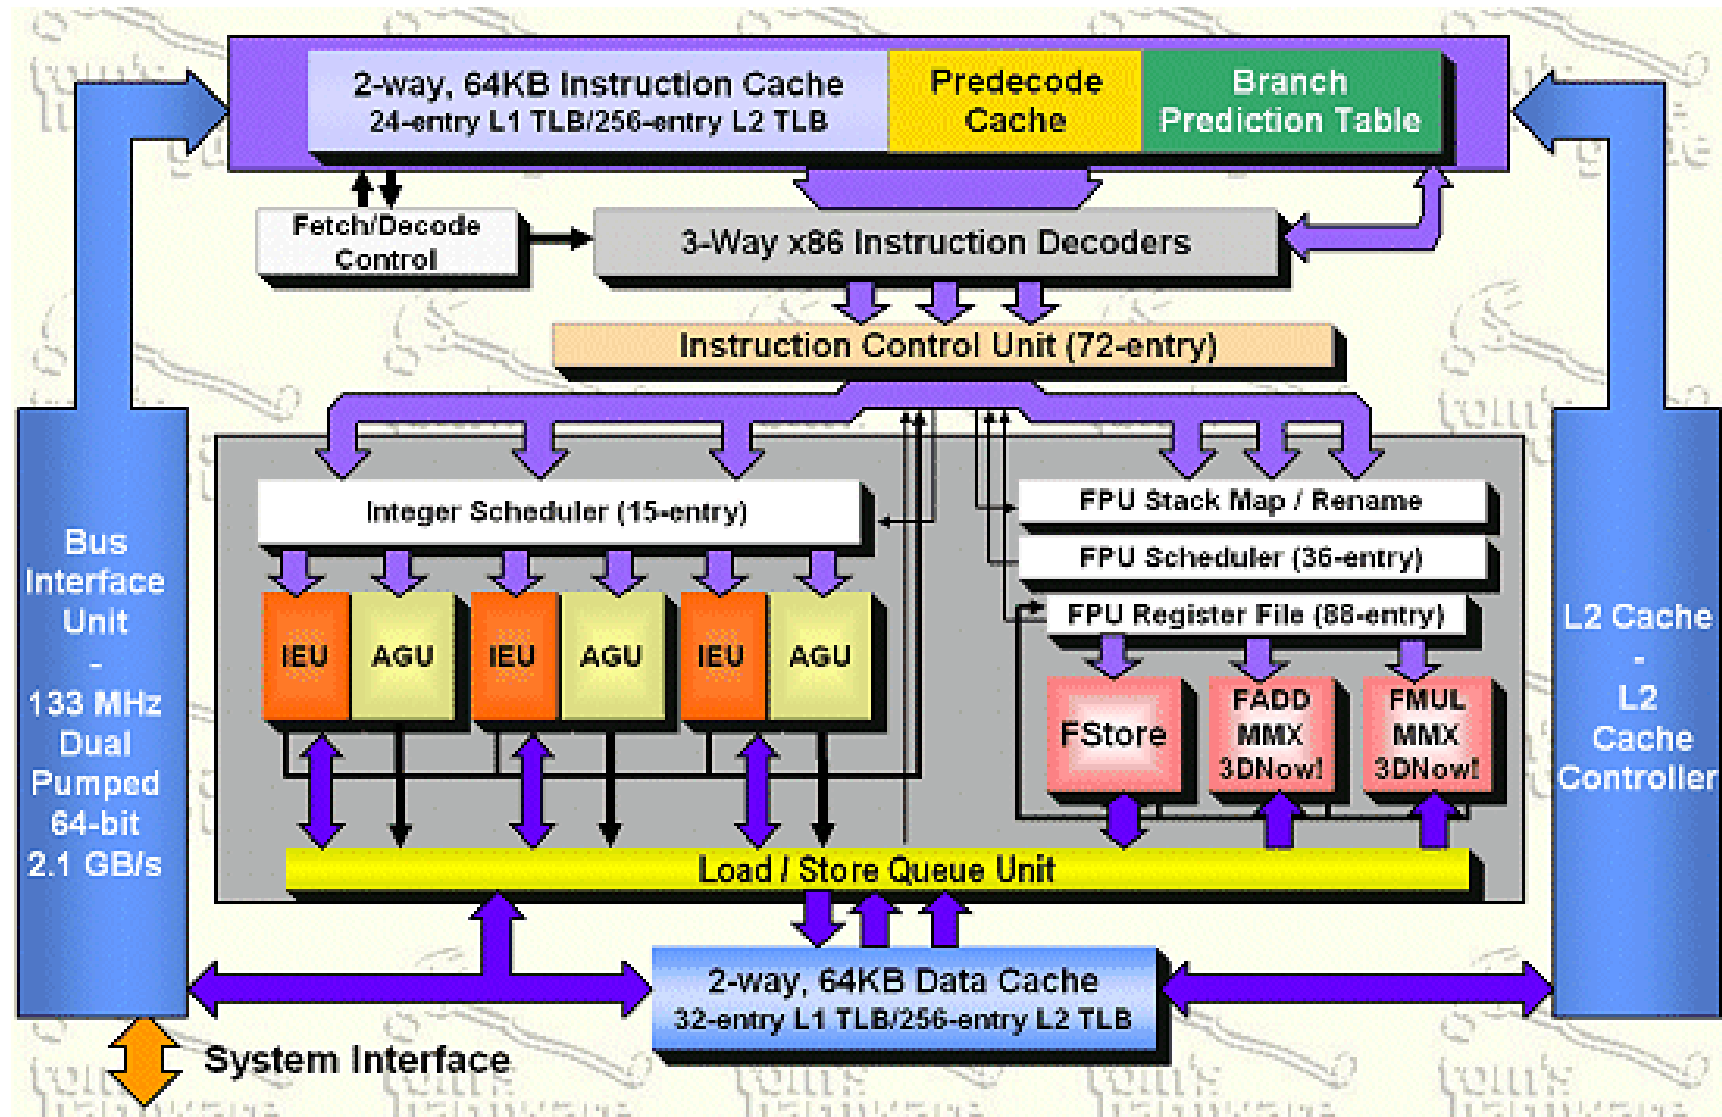 2-way, 64KB Instruction Cache
24-entry L1 TLB/256-entry L2 TLB
Predecode
Cache
Branch
Prediction Table
Fetch/Decode
Control
3-Way x86 Instruction Decoders
Instruction Control Unit (72-entry)
Integer Scheduler (15-entry)
FPU Stack Map / Rename
FPU Scheduler (36-entry)
FPU Register File (88-entry)
IEU
AGU
IEU
AGU
IEU
AGU
FStore
FADD
MMX
3DNow!
FMUL
MMX
3DNow!
Load / Store Queue Unit
2-way, 64KB Data Cache
32-entry L1 TLB/256-entry L2 TLB
Bus
Interface
Unit
-
133 MHz
Dual
Pumped
64-bit
2.1 GB/s
L2 Cache
-
L2
Cache
Controller
System Interface